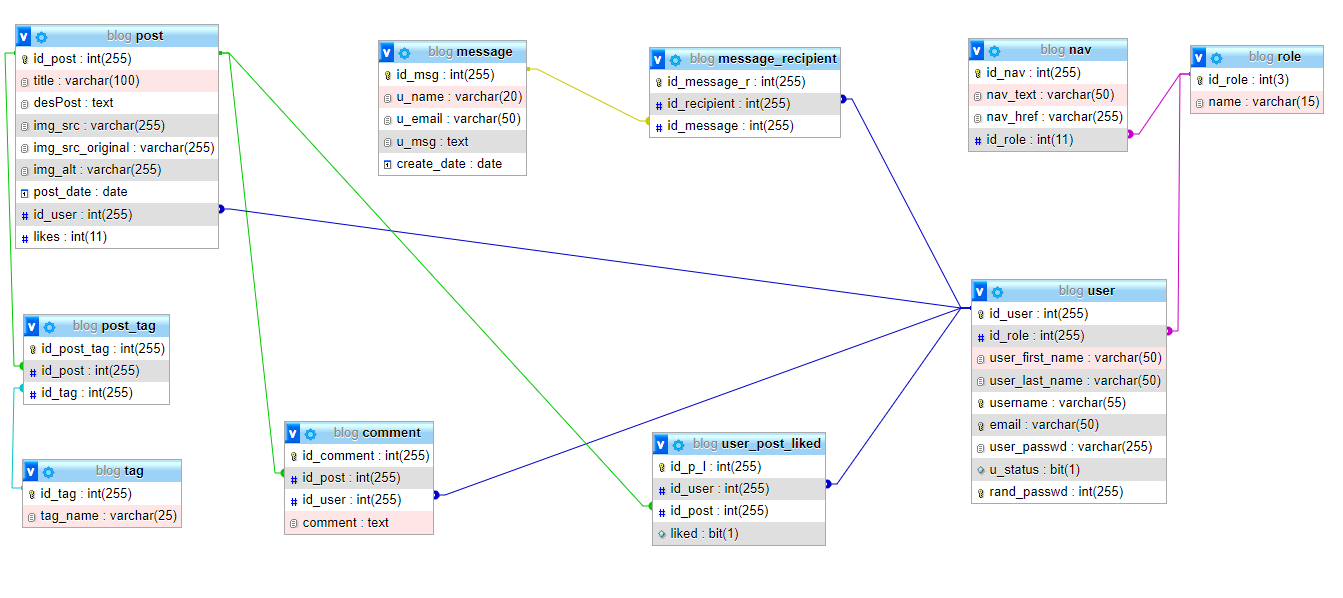 blog post
id_post : int(255)
title : varchar(100)
desPost : text
img_src : varchar(255)
img_src_original : varchar(255)
img_alt : varchar(255)
post_date : date
id_user : int(255)
likes : int(11)
blog message
id_msg : int(255)
u_name : varchar(20)
u_email : varchar(50)
u_msg : text
create_date : date
blog message_recipient
id_message_r : int(255)
id_recipient : int(255)
id_message : int(255)
blog nav
id_nav : int(255)
nav_text : varchar(50)
nav_href : varchar(255)
id_role : int(11)
blog role
id_role : int(3)
name : varchar(15)
blog post_tag
id_post_tag : int(255)
id_post : int(255)
id_tag : int(255)
blog tag
id_tag : int(255)
tag_name : varchar(25)
blog comment
id_comment : int(255)
id_post : int(255)
id_user : int(255)
comment : text
blog user_post_liked
id_p_l : int(255)
id_user : int(255)
id_post : int(255)
liked : bit(1)
blog user
id_user : int(255)
id_role : int(255)
user_first_name : varchar(50)
user_last_name : varchar(50)
username : varchar(55)
email : varchar(50)
user_passwd : varchar(255)
u_status : bit(1)
rand_passwd : int(255)